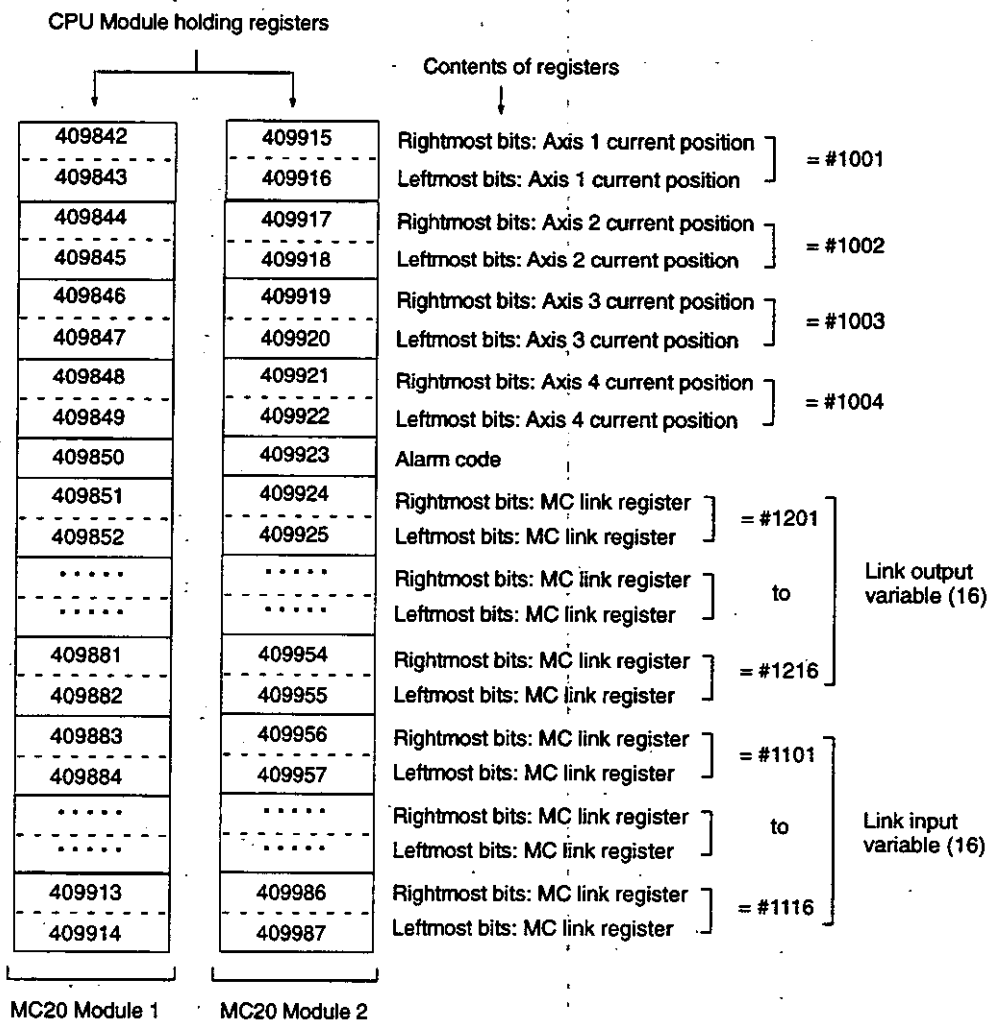 CPU Module holding registers
Contents of registers
409842 409915 Rightmost bits: Axis 1 current position = #1001
409843 409916 Leftmost bits: Axis 1 current position
409844 409917 Rightmost bits: Axis 2 current position = #1002
409845 409918 Leftmost bits: Axis 2 current position
409846 409919 Rightmost bits: Axis 3 current position = #1003
409847 409920 Leftmost bits: Axis 3 current position
409848 409921 Rightmost bits: Axis 4 current position = #1004
409849 409922 Leftmost bits: Axis 4 current position
409850 409923 Alarm code
409851 409924 Rightmost bits: MC link register = #1201
409852 409925 Leftmost bits: MC link register
..... ..... Rightmost bits: MC link register to Link output
..... ..... Leftmost bits: MC link register variable (16)
409881 409954 Rightmost bits: MC link register = #1216
409882 409955 Leftmost bits: MC link register
409883 409956 Rightmost bits: MC link register = #1101
409884 409957 Leftmost bits: MC link register
..... ..... Rightmost bits: MC link register to Link input
..... ..... Leftmost bits: MC link register variable (16)
409913 409986 Rightmost bits: MC link register = #1116
409914 409987 Leftmost bits: MC link register
MC20 Module 1 MC20 Module 2